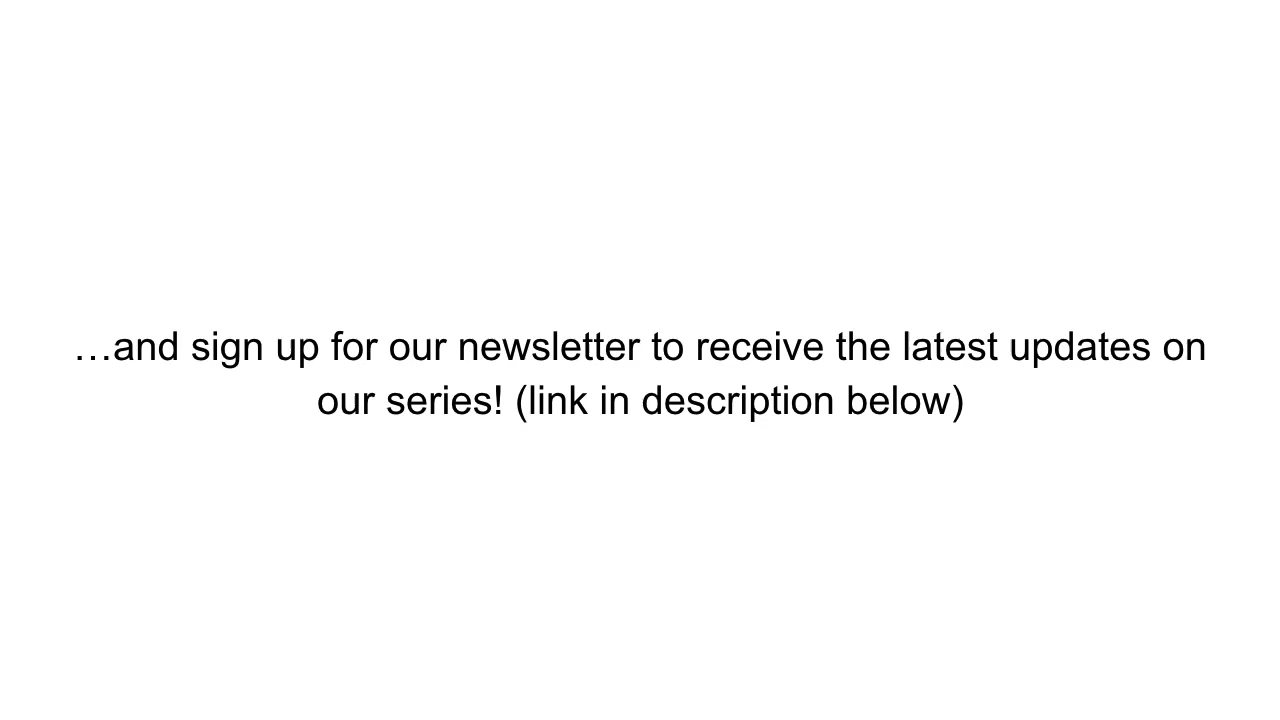 …and sign up for our newsletter to receive the latest updates on
our series! (link in description below)